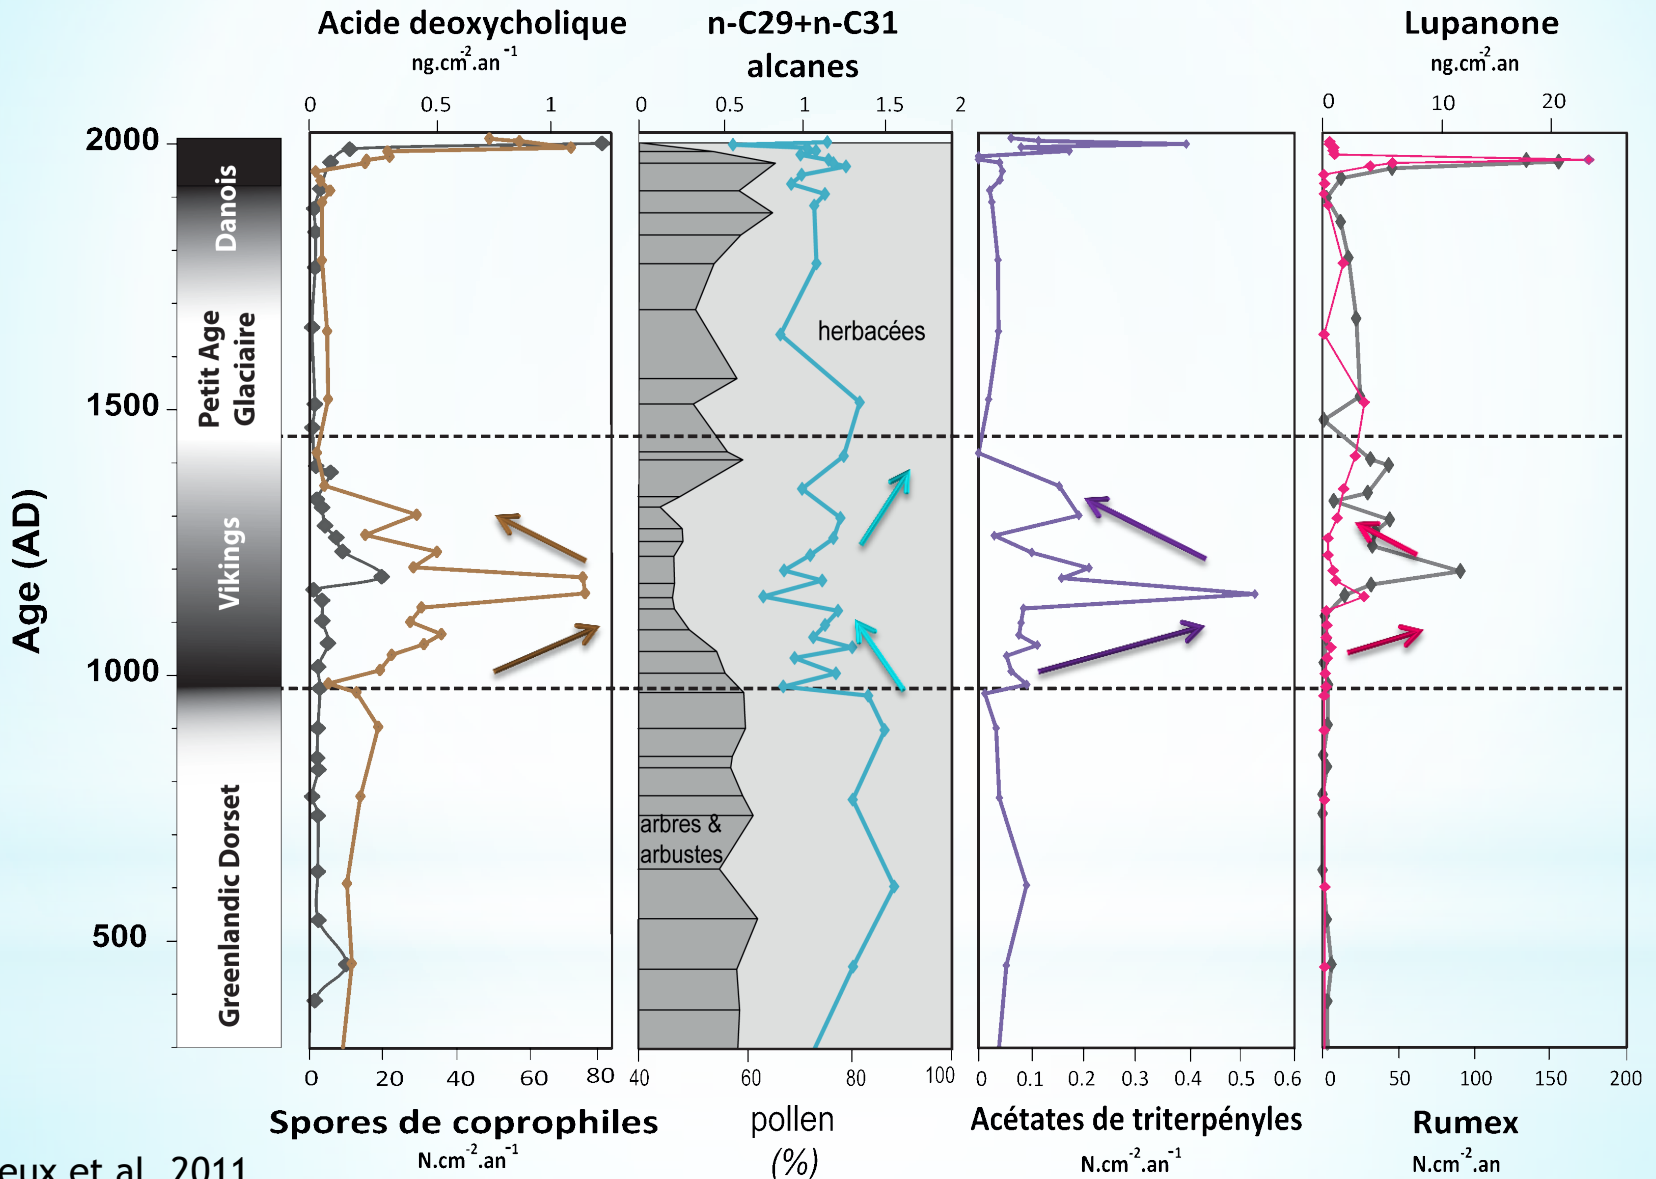 Acide deoxycholique
ng.cm⁻².an⁻¹
0 0.5 1
n-C29+n-C31
alcanes
0 0.5 1 1.5 2
Lupanone
ng.cm⁻².an
0 10 20
Age (AD)
2000
1500
1000
500
Danois
Petit Age
Glaciaire
Vikings
Greenlandic Dorset
herbacées
arbres &
arbustes
0 20 40 60 80
Spores de coprophiles
N.cm⁻².an⁻¹
40 60 80 100
pollen
(%)
0 0.1 0.2 0.3 0.4 0.5 0.6
Acétates de triterpényles
N.cm⁻².an⁻¹
0 50 100 150 200
Rumex
N.cm⁻².an
eux et al. 2011